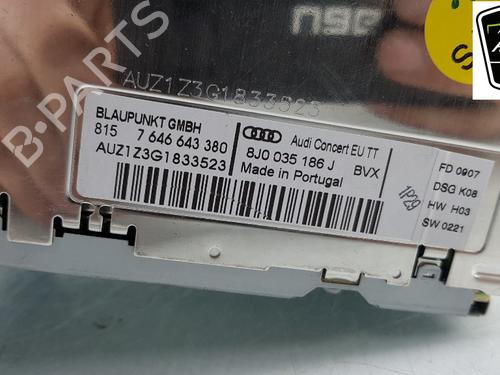 AUZ1Z3G1833523
BLAUPUNKT GMBH
815 7 646 643 380
AUZ1Z3G1833523
Audi Concert EU TT
8J0 035 186 J BVX
Made in Portugal
FD 0907
DSG K08
HW H03
SW 0221
B-PARTS